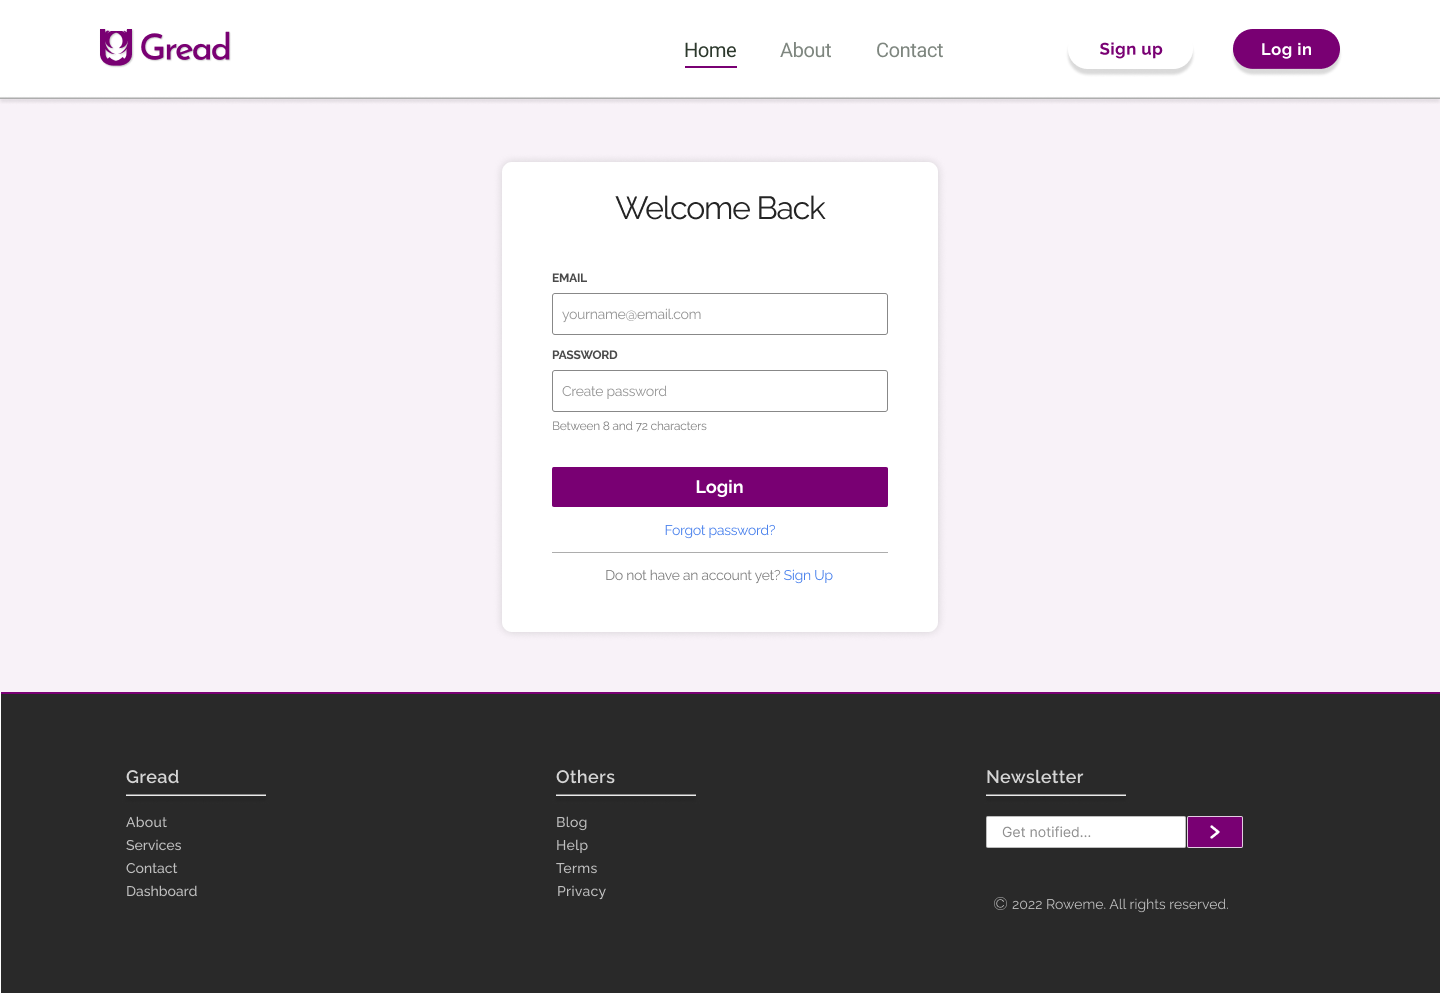 Gread
Home About Contact Sign up Log in
Welcome Back
EMAIL
yourname@email.com
PASSWORD
Create password
Between 8 and 72 characters
Login
Forgot password?
Do not have an account yet? Sign Up
Gread
About
Services
Contact
Dashboard
Others
Blog
Help
Terms
Privacy
Newsletter
Get notified...
© 2022 Roweme. All rights reserved.